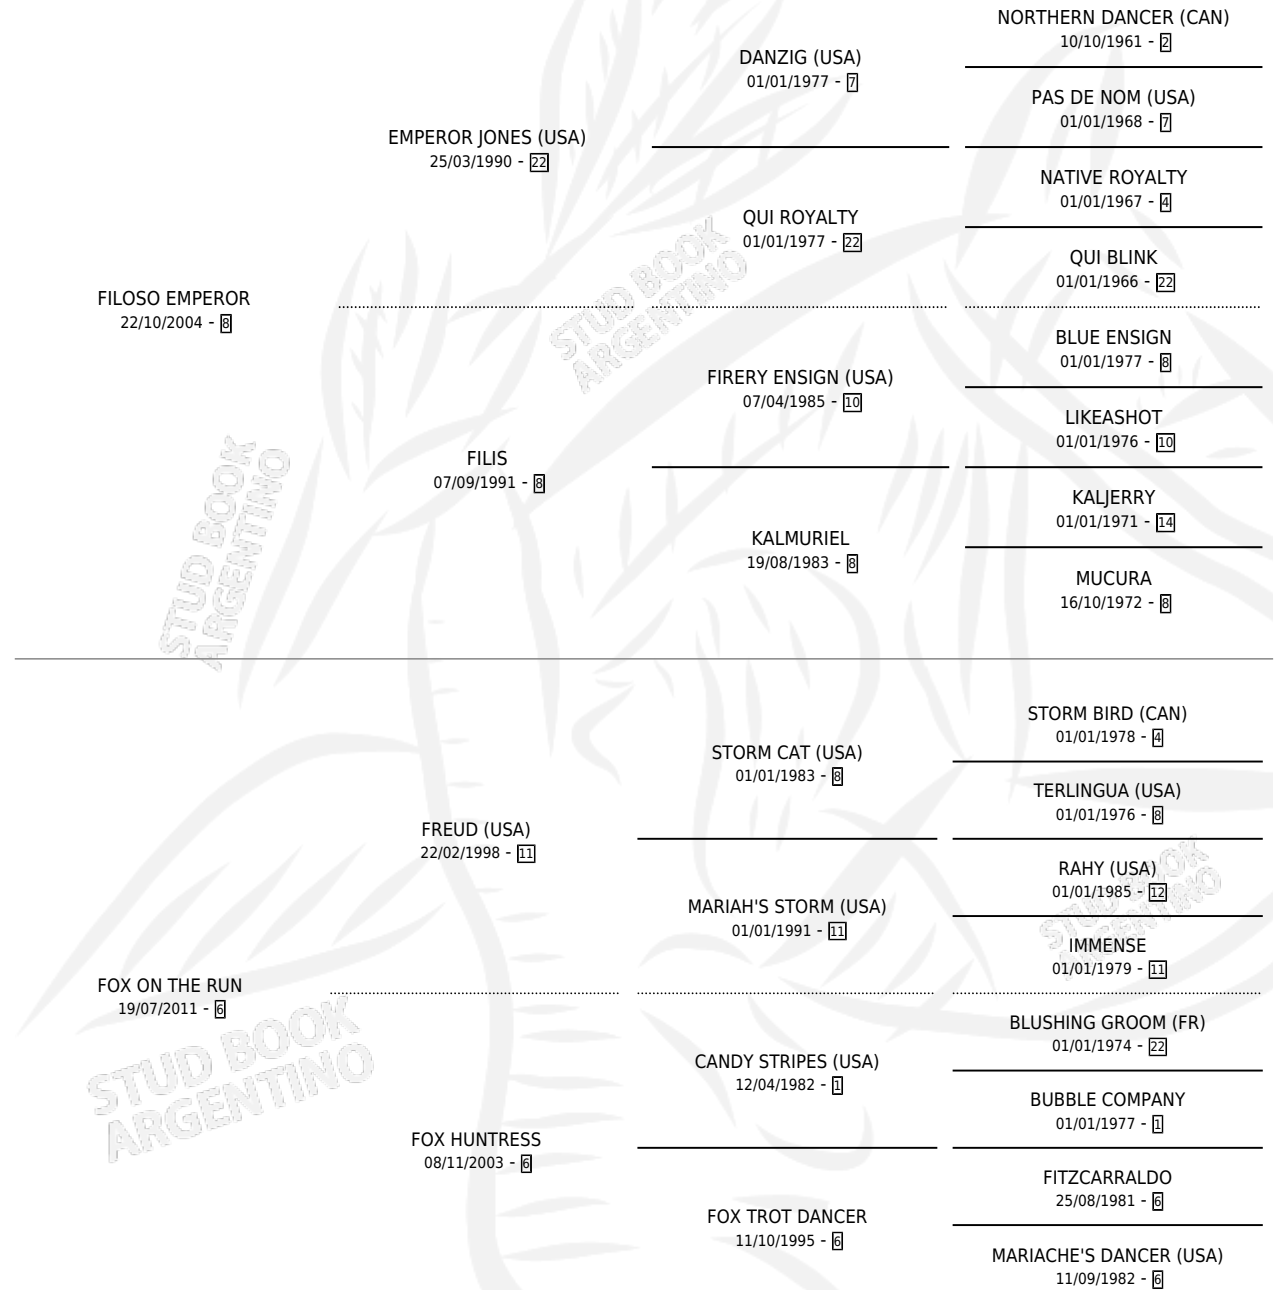 NORTHERN DANCER (CAN)
10/10/1961 - 2
DANZIG (USA)
01/01/1977 - 7
PAS DE NOM (USA)
01/01/1968 - 7
EMPEROR JONES (USA)
25/03/1990 - 22
NATIVE ROYALTY
01/01/1967 - 4
QUI ROYALTY
01/01/1977 - 22
QUI BLINK
01/01/1966 - 22
FILOSO EMPEROR
22/10/2004 - 8
BLUE ENSIGN
01/01/1977 - 8
FIRERY ENSIGN (USA)
07/04/1985 - 10
LIKEASHOT
01/01/1976 - 10
FILIS
07/09/1991 - 8
KALJERRY
01/01/1971 - 14
KALMURIEL
19/08/1983 - 8
MUCURA
16/10/1972 - 8
STUD BOOK
ARGENTINO
STUD BOOK
ARGENTINO
STORM BIRD (CAN)
01/01/1978 - 4
STORM CAT (USA)
01/01/1983 - 8
TERLINGUA (USA)
01/01/1976 - 8
FREUD (USA)
22/02/1998 - 11
RAHY (USA)
01/01/1985 - 12
MARIAH'S STORM (USA)
01/01/1991 - 11
IMMENSE
01/01/1979 - 11
FOX ON THE RUN
19/07/2011 - 6
BLUSHING GROOM (FR)
01/01/1974 - 22
CANDY STRIPES (USA)
12/04/1982 - 1
BUBBLE COMPANY
01/01/1977 - 1
FOX HUNTRESS
08/11/2003 - 6
FITZCARRALDO
25/08/1981 - 6
FOX TROT DANCER
11/10/1995 - 6
MARIACHE'S DANCER (USA)
11/09/1982 - 6
STUD BOOK
ARGENTINO
STUD BOOK
ARGENTINO